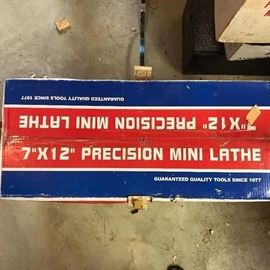 GUARANTEED QUALITY TOOLS SINCE 1977
7"X12" PRECISION MINI LATHE
7"X12" PRECISION MINI LATHE
GUARANTEED QUALITY TOOLS SINCE 1977